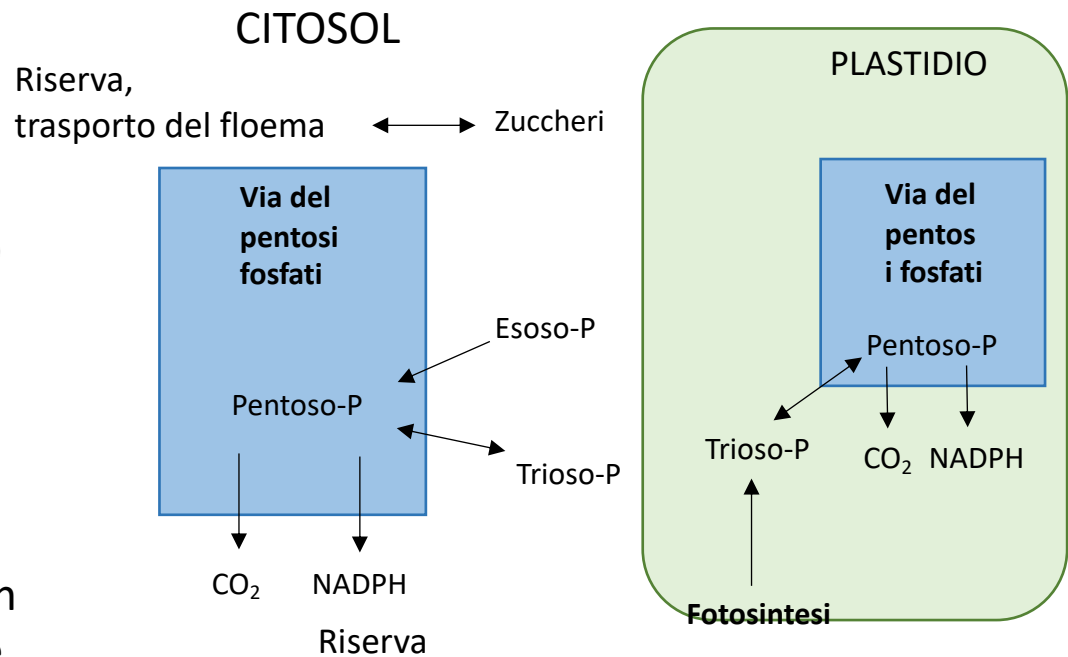 CITOSOL
Riserva,
trasporto del floema
Zuccheri
Via del
pentosi
fosfati
Esoso-P
Pentoso-P
Trioso-P
CO₂ NADPH
Riserva
PLASTIDIO
Via del
pentos
i fosfati
Pentoso-P
Trioso-P
CO₂ NADPH
Fotosintesi